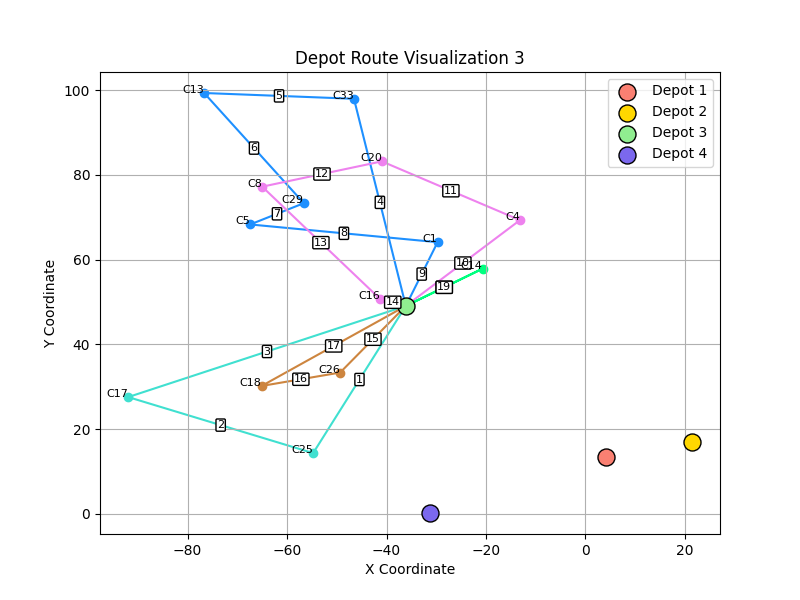 Depot Route Visualization 3
Depot 1
Depot 2
Depot 3
Depot 4
C13
5
C33
6
C20
12
C8
11
4
C29
7
C5
C4
8
C1
13
10
C14
9
19
C16
14
15
17
3
C26
C18
16
1
C17
2
C25
100
80
60
40
20
0
Y Coordinate
−80
−60
−40
−20
0
20
X Coordinate